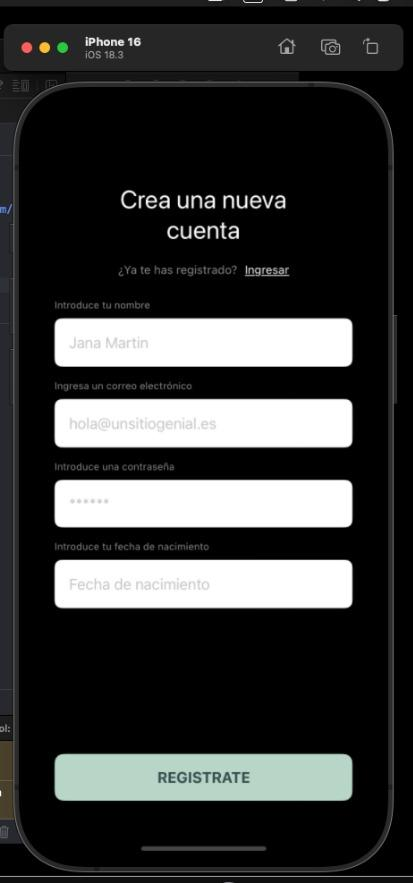 iPhone 16
iOS 18.3
m/
Crea una nueva
cuenta
¿Ya te has registrado? Ingresar
Introduce tu nombre
Jana Martin
Ingresa un correo electrónico
hola@unsitiogenial.es
Introduce una contraseña
******
Introduce tu fecha de nacimiento
Fecha de nacimiento
ol:
REGISTRATE